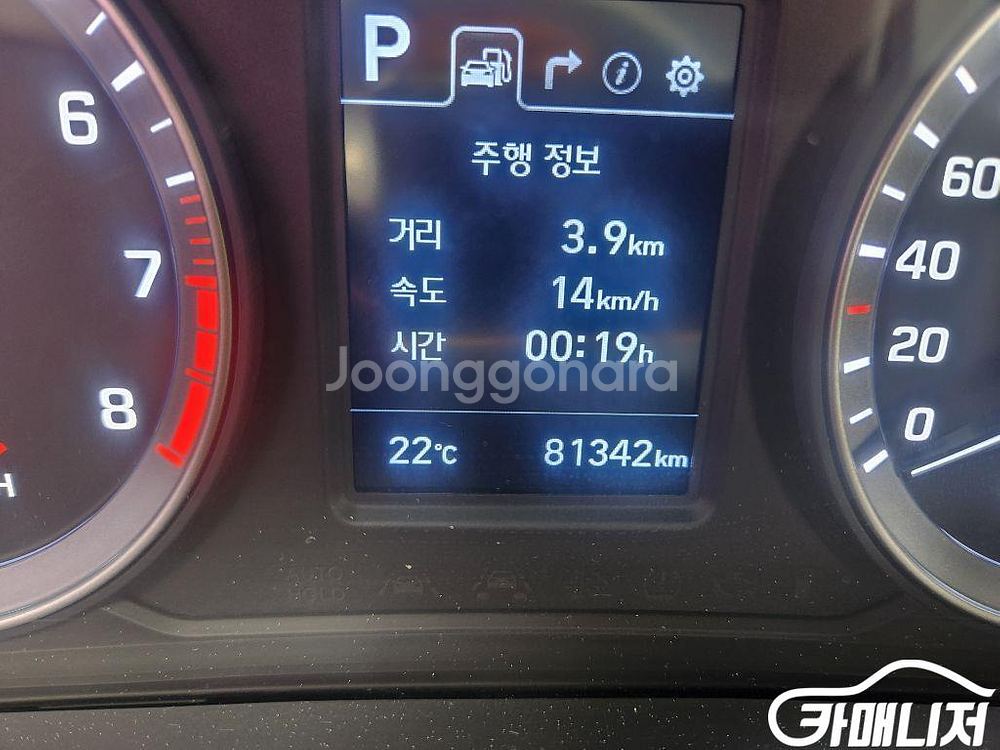 P
주행 정보
거리 3.9km
속도 14km/h
시간 00:19h
22°C 81342km
6
7
8
H
60
40
20
0
Joonggonara
카매니저